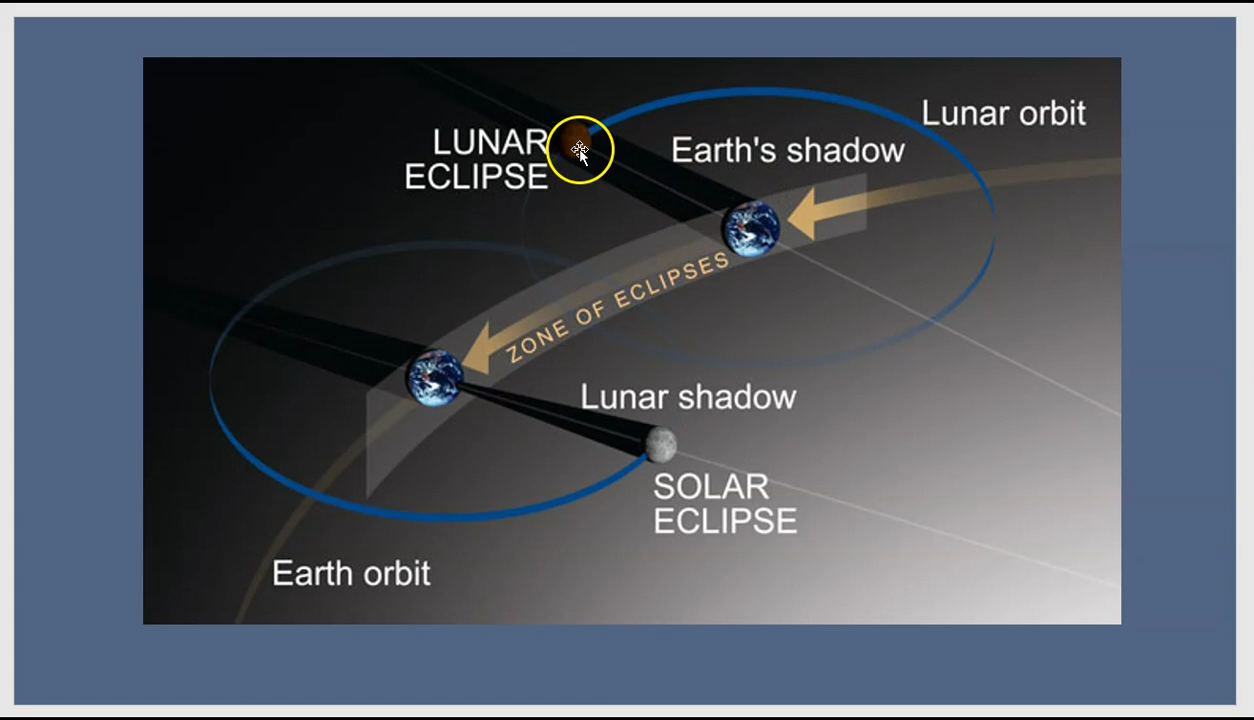 Lunar orbit
LUNAR
ECLIPSE
Earth's shadow
ZONE OF ECLIPSES
Lunar shadow
SOLAR
ECLIPSE
Earth orbit